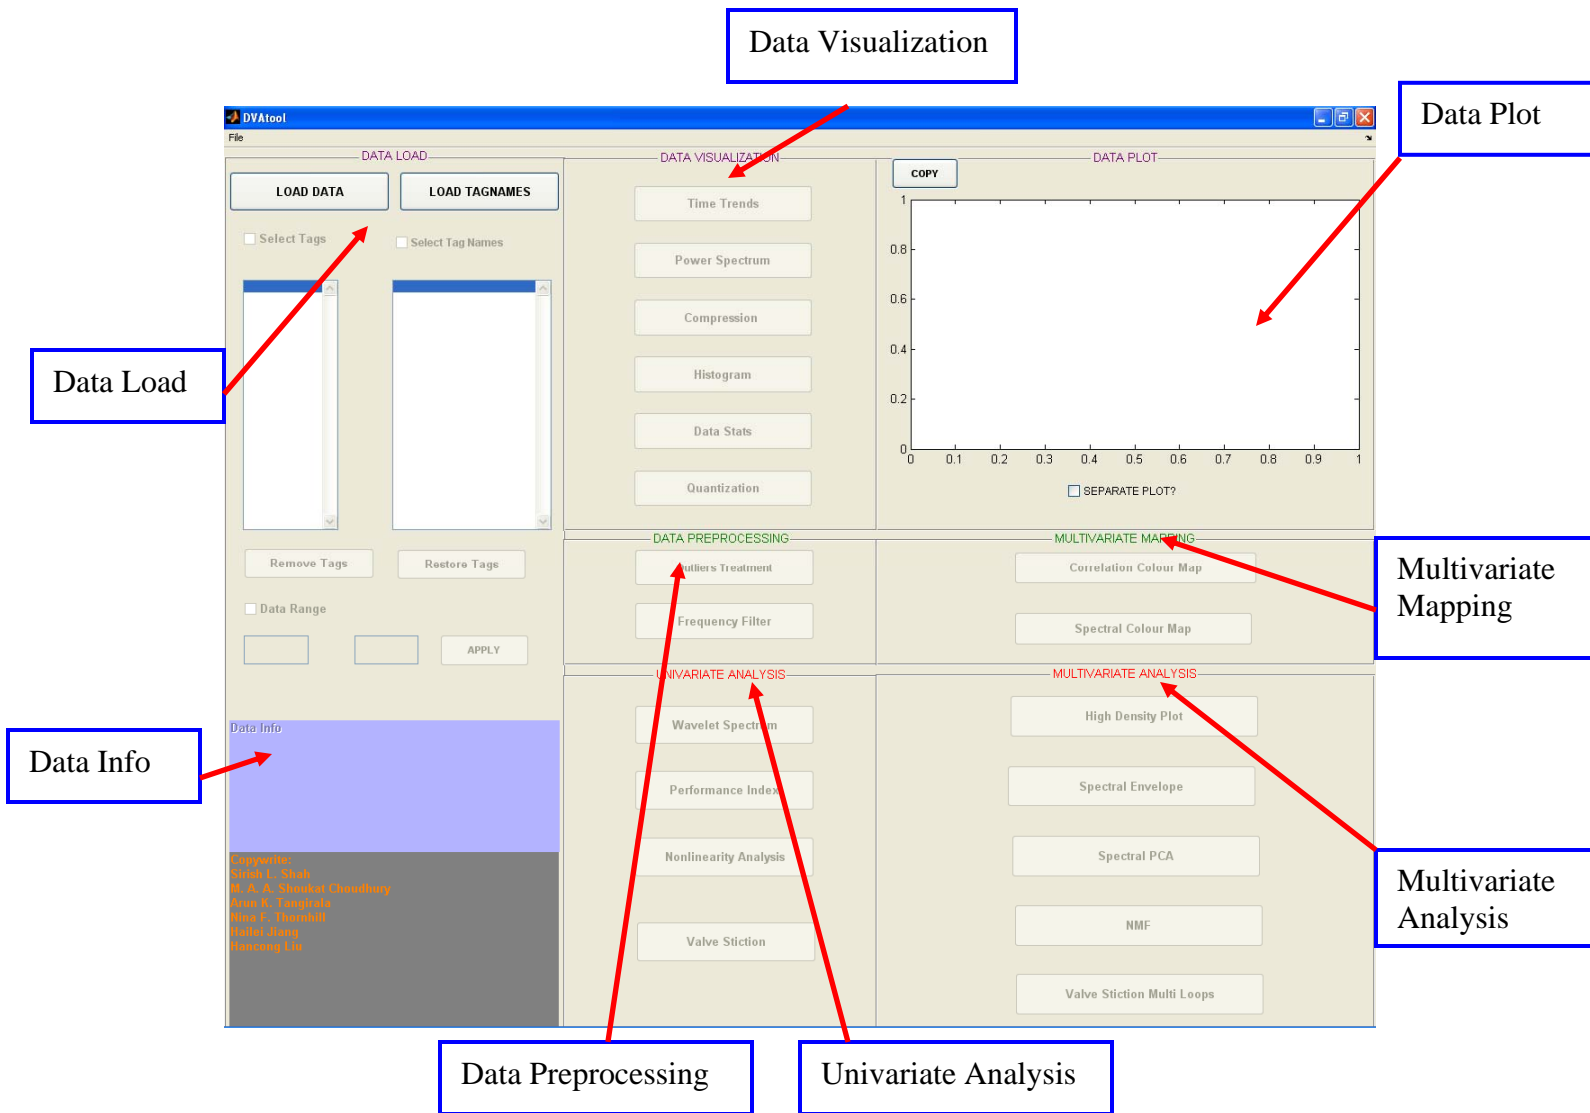 Data Visualization
Data Plot
DVAtool
File
DATA LOAD
DATA VISUALIZATION
DATA PLOT
LOAD DATA
LOAD TAGNAMES
COPY
Time Trends
Select Tags
Select Tag Names
Power Spectrum
Compression
Histogram
Data Stats
Quantization
1
0.8
0.6
0.4
0.2
0
0 0.1 0.2 0.3 0.4 0.5 0.6 0.7 0.8 0.9 1
SEPARATE PLOT?
Data Load
Remove Tags
Restore Tags
Data Range
APPLY
DATA PREPROCESSING
Outliers Treatment
Frequency Filter
MULTIVARIATE MAPPING
Correlation Colour Map
Spectral Colour Map
Multivariate
Mapping
UNIVARIATE ANALYSIS
Wavelet Spectrum
Performance Index
Nonlinearity Analysis
Valve Stiction
MULTIVARIATE ANALYSIS
High Density Plot
Spectral Envelope
Spectral PCA
NMF
Valve Stiction Multi Loops
Multivariate
Analysis
Data Info
Data Info
Copywrite:
Sirish L. Shah
M. A. A. Shoukat Choudhury
Arun K. Tangirala
Nina F. Thornhill
Hailei Jiang
Hancong Liu
Data Preprocessing
Univariate Analysis